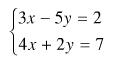 3x − 5y = 2
4x + 2y = 7